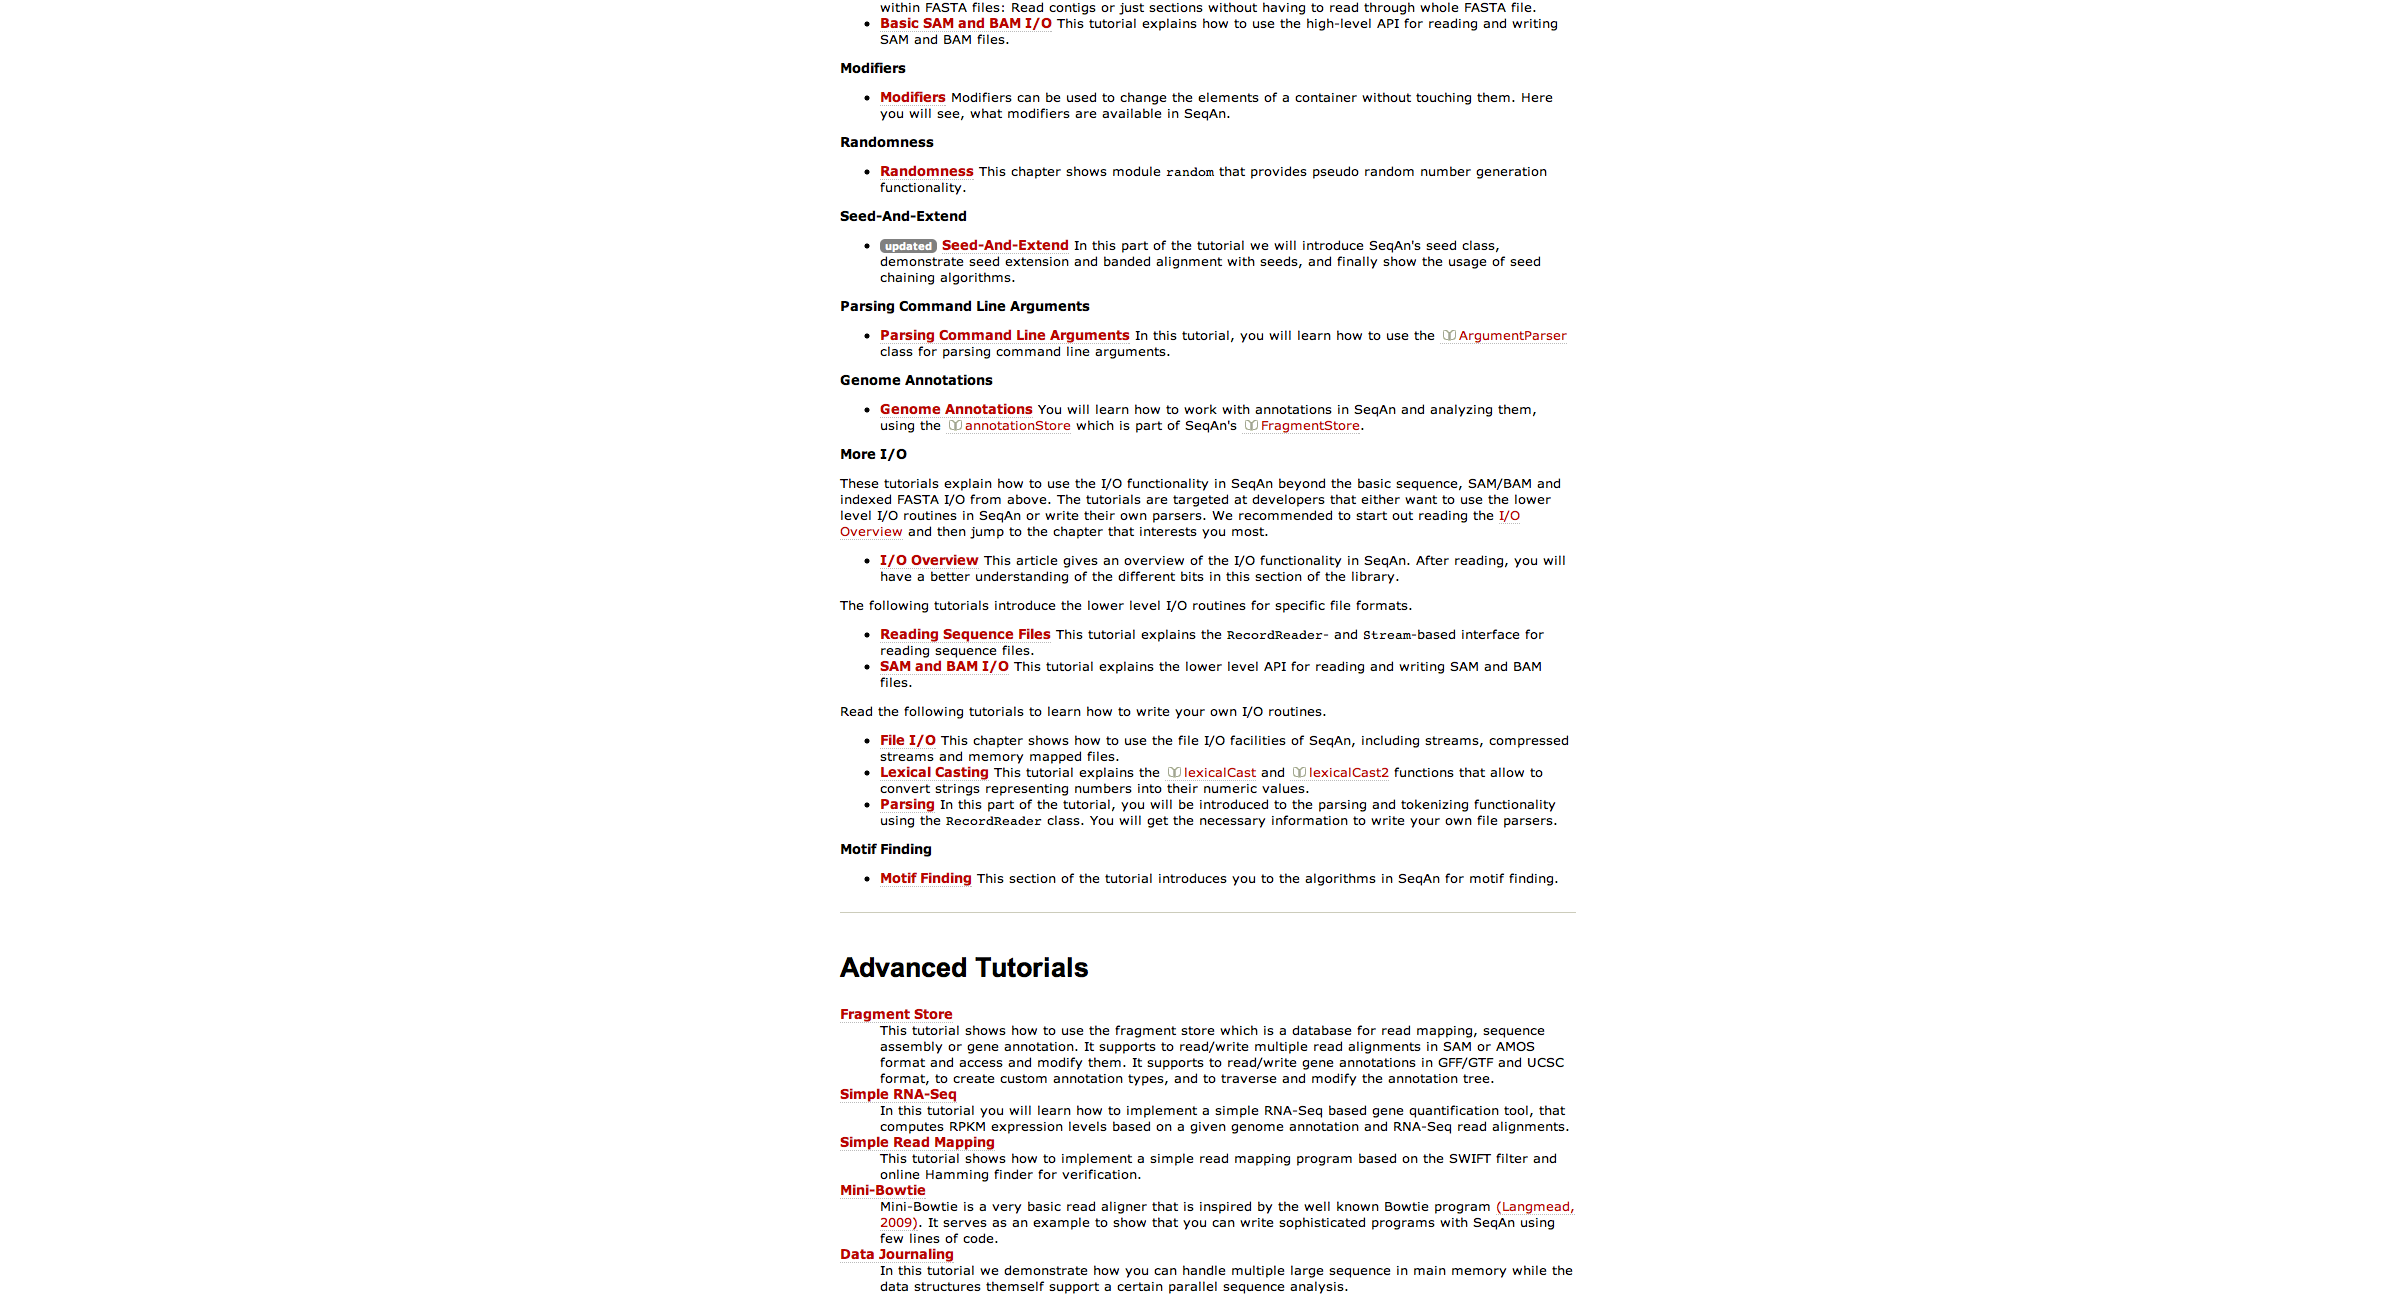 within FASTA files: Read contigs or just sections without having to read through whole FASTA file.
• Basic SAM and BAM I/O This tutorial explains how to use the high-level API for reading and writing
SAM and BAM files.
Modifiers
• Modifiers Modifiers can be used to change the elements of a container without touching them. Here
you will see, what modifiers are available in SeqAn.
Randomness
• Randomness This chapter shows module random that provides pseudo random number generation
functionality.
Seed-And-Extend
• updated Seed-And-Extend In this part of the tutorial we will introduce SeqAn's seed class,
demonstrate seed extension and banded alignment with seeds, and finally show the usage of seed
chaining algorithms.
Parsing Command Line Arguments
• Parsing Command Line Arguments In this tutorial, you will learn how to use the ArgumentParser
class for parsing command line arguments.
Genome Annotations
• Genome Annotations You will learn how to work with annotations in SeqAn and analyzing them,
using the annotationStore which is part of SeqAn's FragmentStore.
More I/O
These tutorials explain how to use the I/O functionality in SeqAn beyond the basic sequence, SAM/BAM and
indexed FASTA I/O from above. The tutorials are targeted at developers that either want to use the lower
level I/O routines in SeqAn or write their own parsers. We recommended to start out reading the I/O
Overview and then jump to the chapter that interests you most.
• I/O Overview This article gives an overview of the I/O functionality in SeqAn. After reading, you will
have a better understanding of the different bits in this section of the library.
The following tutorials introduce the lower level I/O routines for specific file formats.
• Reading Sequence Files This tutorial explains the RecordReader- and Stream-based interface for
reading sequence files.
• SAM and BAM I/O This tutorial explains the lower level API for reading and writing SAM and BAM
files.
Read the following tutorials to learn how to write your own I/O routines.
• File I/O This chapter shows how to use the file I/O facilities of SeqAn, including streams, compressed
streams and memory mapped files.
• Lexical Casting This tutorial explains the lexicalCast and lexicalCast2 functions that allow to
convert strings representing numbers into their numeric values.
• Parsing In this part of the tutorial, you will be introduced to the parsing and tokenizing functionality
using the RecordReader class. You will get the necessary information to write your own file parsers.
Motif Finding
• Motif Finding This section of the tutorial introduces you to the algorithms in SeqAn for motif finding.
Advanced Tutorials
Fragment Store
This tutorial shows how to use the fragment store which is a database for read mapping, sequence
assembly or gene annotation. It supports to read/write multiple read alignments in SAM or AMOS
format and access and modify them. It supports to read/write gene annotations in GFF/GTF and UCSC
format, to create custom annotation types, and to traverse and modify the annotation tree.
Simple RNA-Seq
In this tutorial you will learn how to implement a simple RNA-Seq based gene quantification tool, that
computes RPKM expression levels based on a given genome annotation and RNA-Seq read alignments.
Simple Read Mapping
This tutorial shows how to implement a simple read mapping program based on the SWIFT filter and
online Hamming finder for verification.
Mini-Bowtie
Mini-Bowtie is a very basic read aligner that is inspired by the well known Bowtie program (Langmead,
2009). It serves as an example to show that you can write sophisticated programs with SeqAn using
few lines of code.
Data Journaling
In this tutorial we demonstrate how you can handle multiple large sequence in main memory while the
data structures themself support a certain parallel sequence analysis.